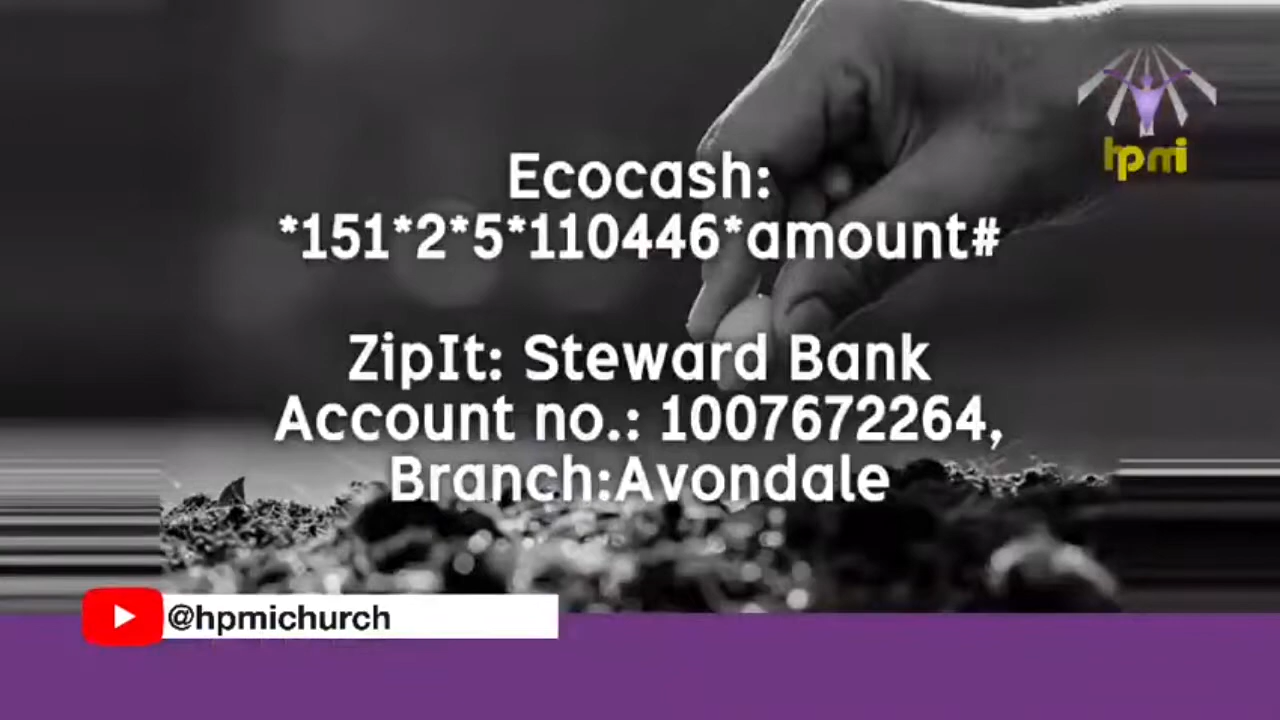 hpmi
Ecocash:
*151*2*5*110446*amount#
ZipIt: Steward Bank
Account no.: 1007672264,
Branch:Avondale
@hpmichurch